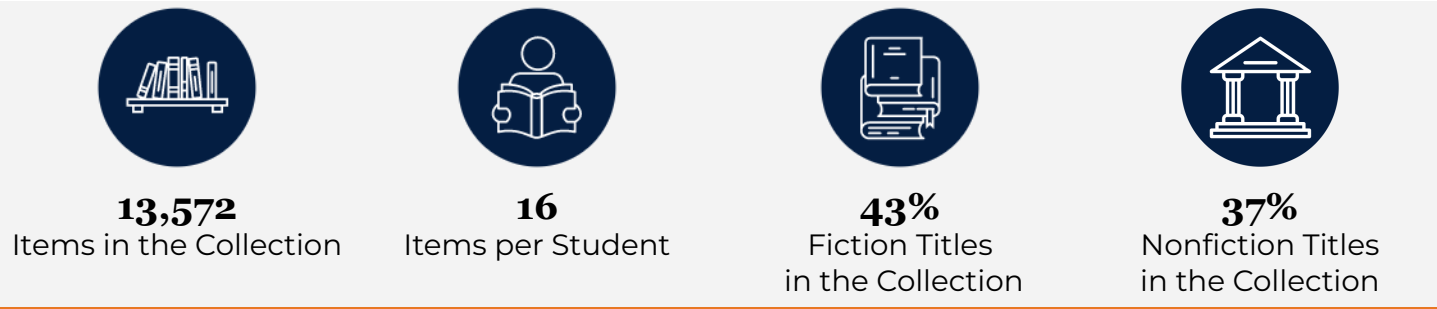 13,572
Items in the Collection
16
Items per Student
43%
Fiction Titles
in the Collection
37%
Nonfiction Titles
in the Collection